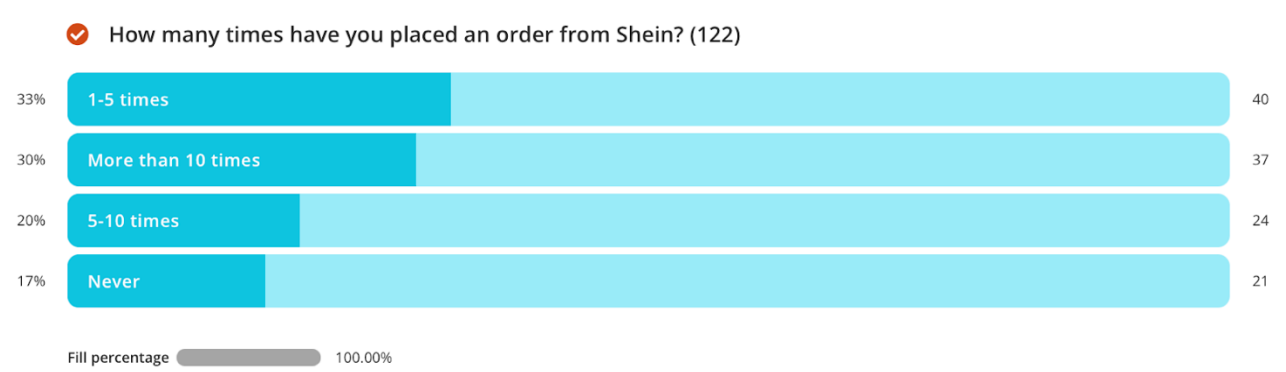 How many times have you placed an order from Shein? (122)
33% 1-5 times 40
30% More than 10 times 37
20% 5-10 times 24
17% Never 21
Fill percentage 100.00%